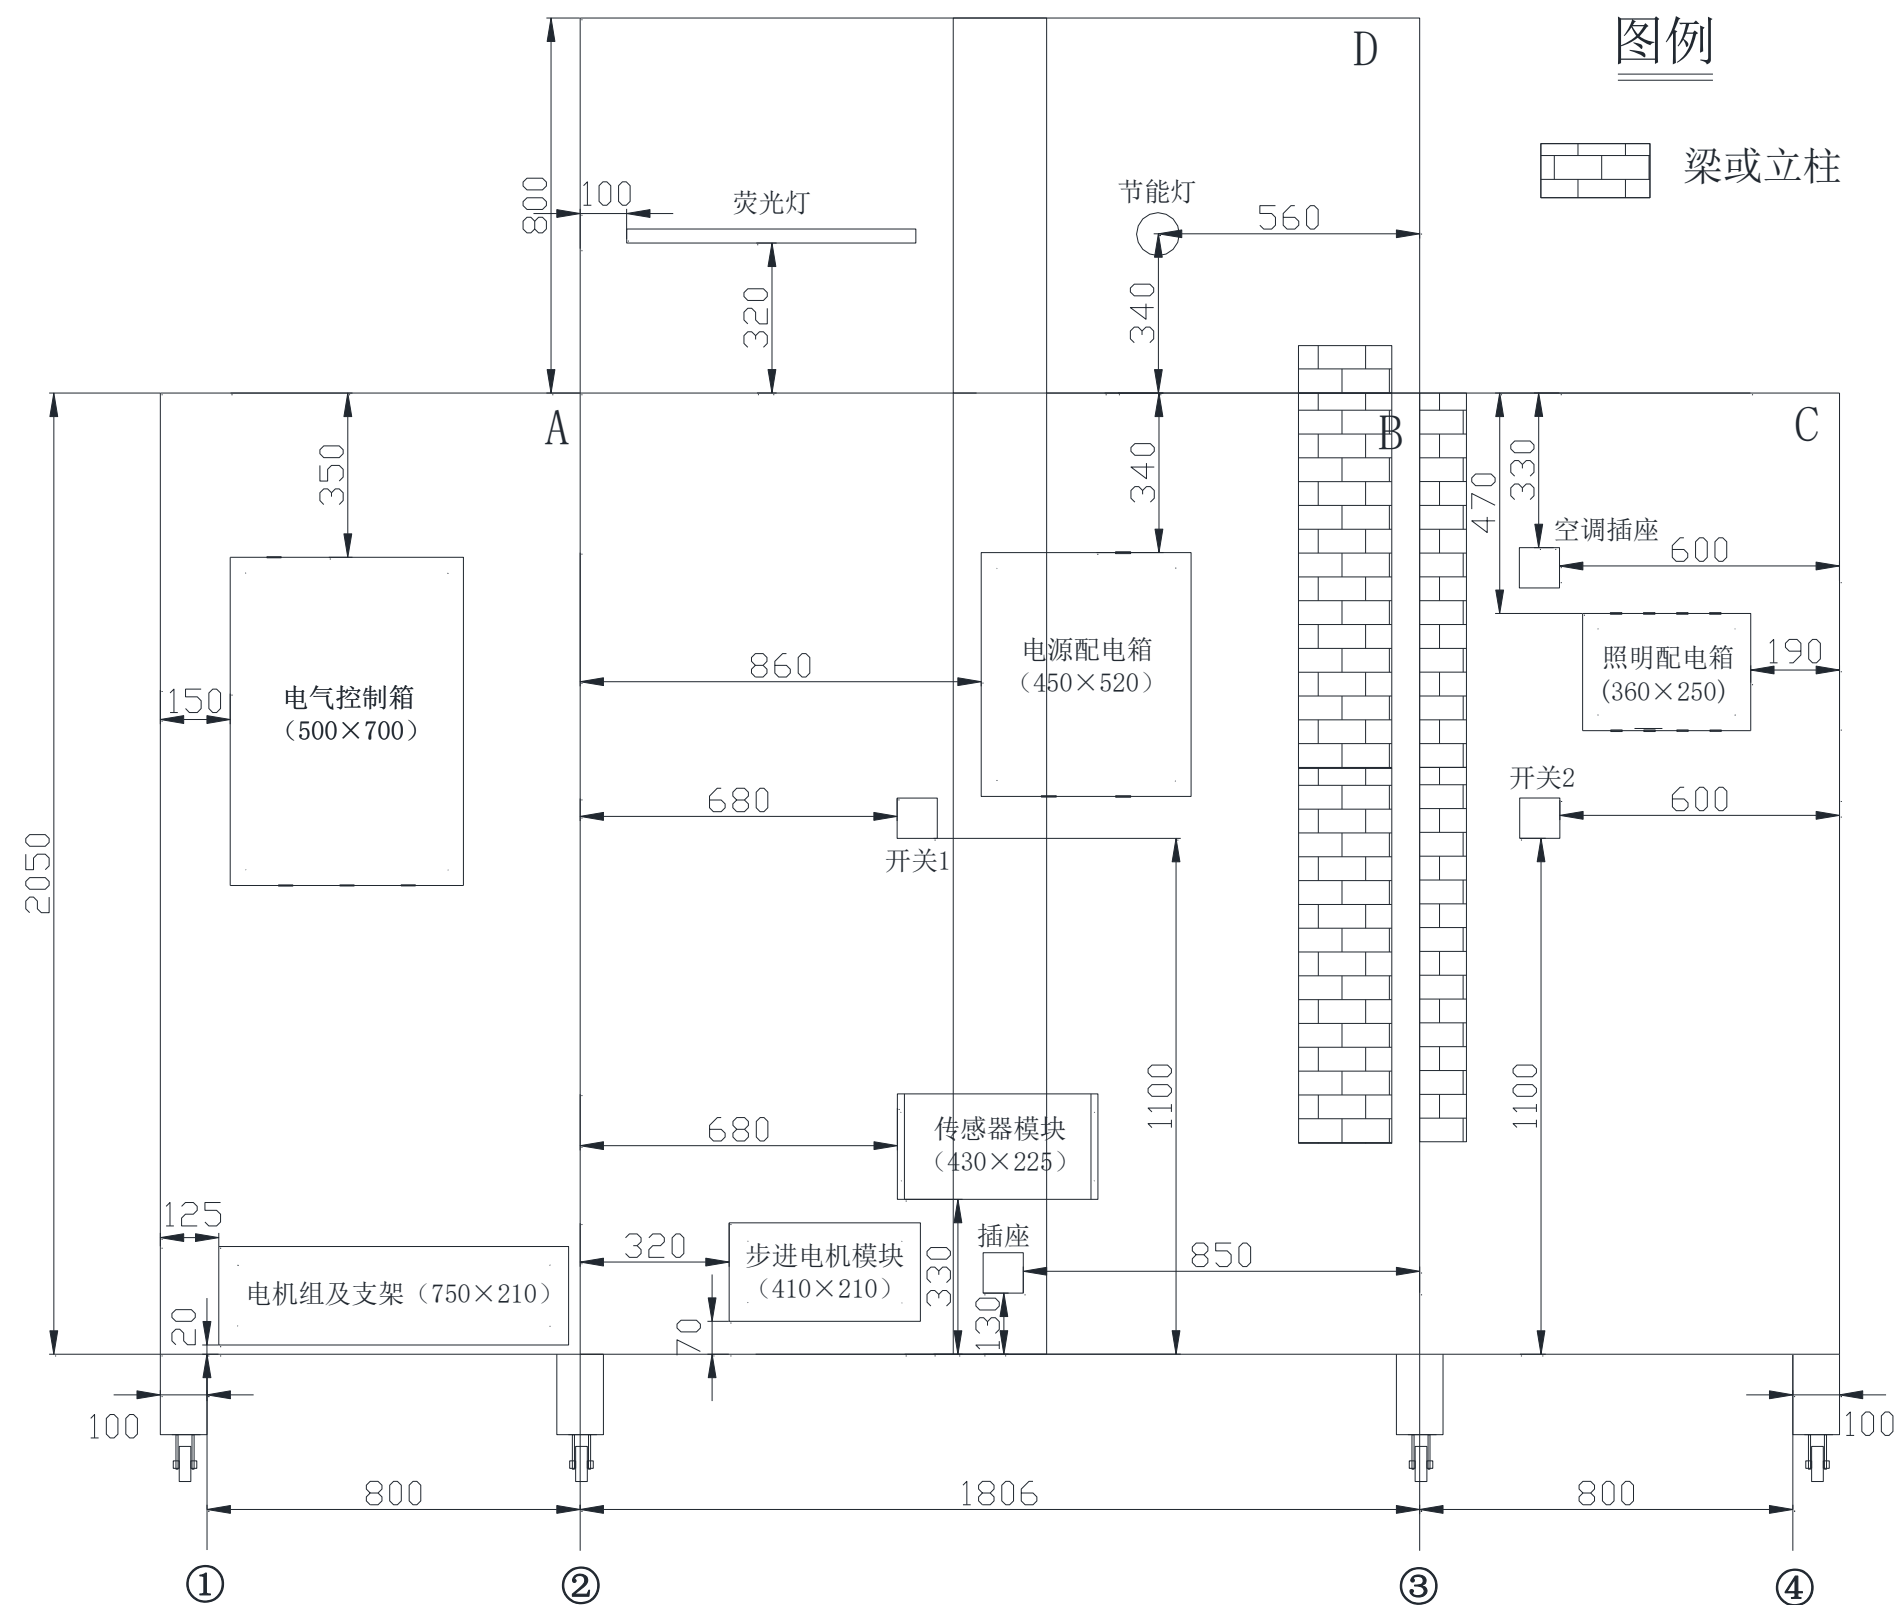 图例
D
梁或立柱
800
100
荧光灯
节能灯
560
320
340
A
B
C
350
340
470
330
空调插座
600
电源配电箱
（450×520）
860
照明配电箱
(360×250)
190
150
电气控制箱
（500×700）
680
开关1
开关2
600
2050
1100
1100
680
传感器模块
（430×225）
125
320
步进电机模块
（410×210）
330
插座
850
电机组及支架（750×210）
20
70
130
100
100
800
1806
800
①
②
③
④